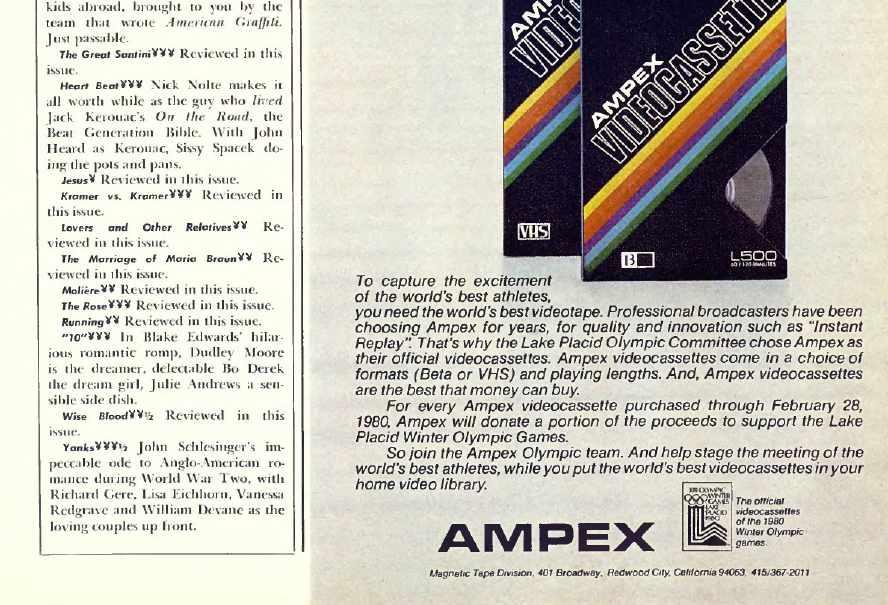 kids abroad, brought to you by the
team that wrote American Graffiti.
Just passable.
The Great Santini¥¥¥ Reviewed in this
issue.
Heart Beat¥¥¥ Nick Nolte makes it
all worth while as the guy who lived
Jack Kerouac's On the Road, the
Beat Generation Bible. With John
Heard as Kerouac, Sissy Spacek do-
ing the pots and pans.
Jesus¥ Reviewed in this issue.
Kramer vs. Kramer¥¥¥ Reviewed in
this issue.
Lovers and Other Relatives¥¥ Re-
viewed in this issue.
The Marriage of Maria Braun¥¥ Re-
viewed in this issue.
Molière¥¥ Reviewed in this issue.
The Rose¥¥¥ Reviewed in this issue.
Running¥¥ Reviewed in this issue.
"10"¥¥¥ In Blake Edwards' hilar-
ious romantic romp, Dudley Moore
is the dreamer, delectable Bo Derek
the dream girl, Julie Andrews a sen-
sible side dish.
Wise Blood¥¥½ Reviewed in this
issue.
Yanks¥¥¥½ John Schlesinger's im-
peccable ode to Anglo-American ro-
mance during World War Two, with
Richard Gere, Lisa Eichhorn, Vanessa
Redgrave and William Devane as the
loving couples up front.
AMPEX
VIDEO
VHS
AMPEX
VIDEOCASSETTE
B
L500
To capture the excitement
of the world's best athletes,
you need the world's best videotape. Professional broadcasters have been
choosing Ampex for years, for quality and innovation such as "Instant
Replay". That's why the Lake Placid Olympic Committee chose Ampex as
their official videocassettes. Ampex videocassettes come in a choice of
formats (Beta or VHS) and playing lengths. And, Ampex videocassettes
are the best that money can buy.
For every Ampex videocassette purchased through February 28,
1980, Ampex will donate a portion of the proceeds to support the Lake
Placid Winter Olympic Games.
So join the Ampex Olympic team. And help stage the meeting of the
world's best athletes, while you put the world's best videocassettes in your
home video library.
AMPEX
OLYMPIC
WINTER
GAMES
LAKE
PLACID
1980
The official
videocassettes
of the 1980
Winter Olympic
games.
Magnetic Tape Division, 401 Broadway, Redwood City, California 94063, 415/367-2011